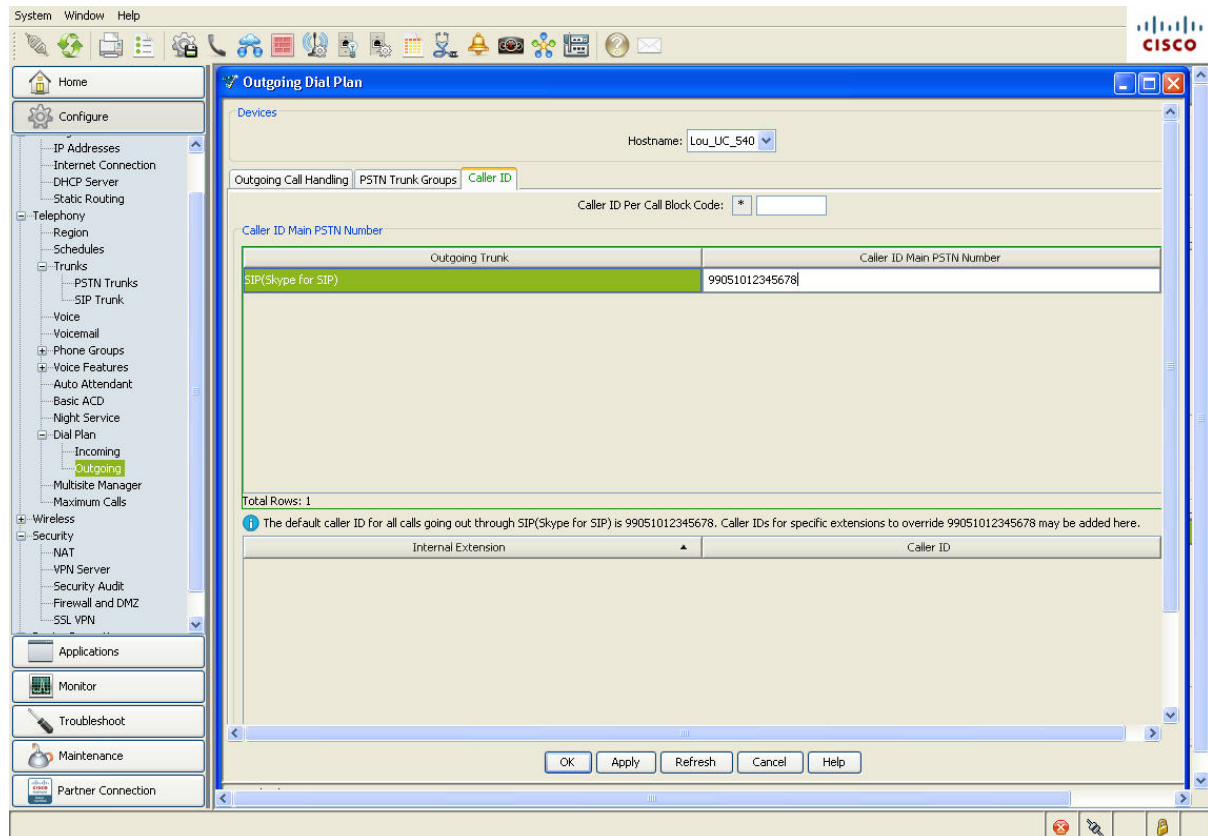 System Window Help
CISCO
Home
Configure
IP Addresses
Internet Connection
DHCP Server
Static Routing
Telephony
Region
Schedules
Trunks
PSTN Trunks
SIP Trunk
Voice
Voicemail
Phone Groups
Voice Features
Auto Attendant
Basic ACD
Night Service
Dial Plan
Incoming
Outgoing
Multisite Manager
Maximum Calls
Wireless
Security
NAT
VPN Server
Security Audit
Firewall and DMZ
SSL VPN
Applications
Monitor
Troubleshoot
Maintenance
Partner Connection
Outgoing Dial Plan
Devices
Hostname: Lou_UC_540
Outgoing Call Handling PSTN Trunk Groups Caller ID
Caller ID Per Call Block Code: *
Caller ID Main PSTN Number
Outgoing Trunk Caller ID Main PSTN Number
SIP(Skype for SIP) 99051012345678
Total Rows: 1
The default caller ID for all calls going out through SIP(Skype for SIP) is 99051012345678. Caller IDs for specific extensions to override 99051012345678 may be added here.
Internal Extension Caller ID
OK Apply Refresh Cancel Help